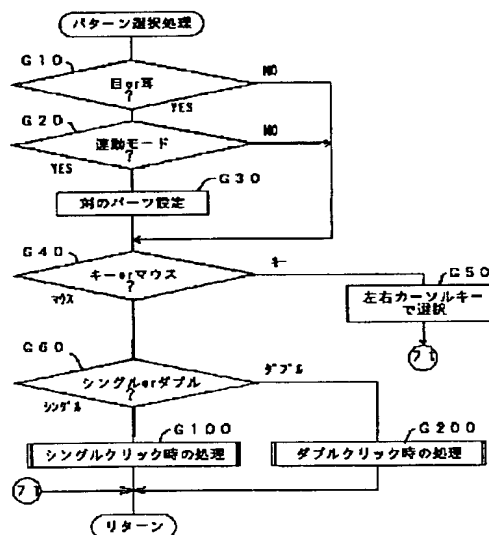 パターン選択処理
G10
目or耳
?
NO
YES
G20
連動モード
?
NO
YES
G30
対のパーツ設定
G40
キーorマウス
?
キー
マウス
G50
左右カーソルキー
で選択
G60
シングルorダブル
?
ダブル
シングル
G100
シングルクリック時の処理
G200
ダブルクリック時の処理
リターン